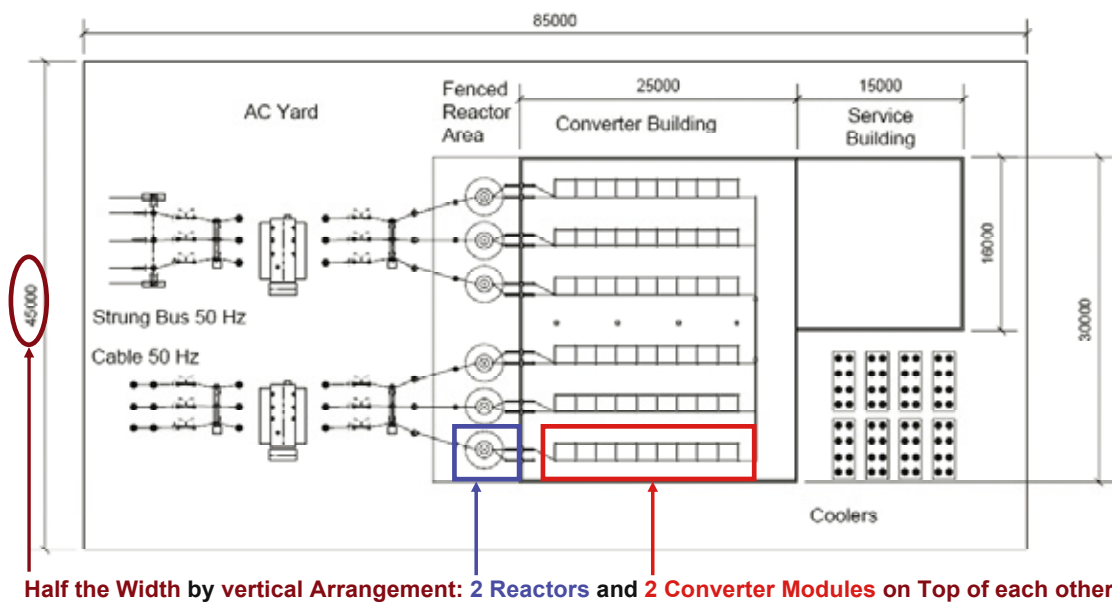 85000
25000
15000
AC Yard
Fenced
Reactor
Area
Converter Building
Service
Building
16000
30000
45000
Strung Bus 50 Hz
Cable 50 Hz
Coolers
Half the Width by vertical Arrangement: 2 Reactors and 2 Converter Modules on Top of each other